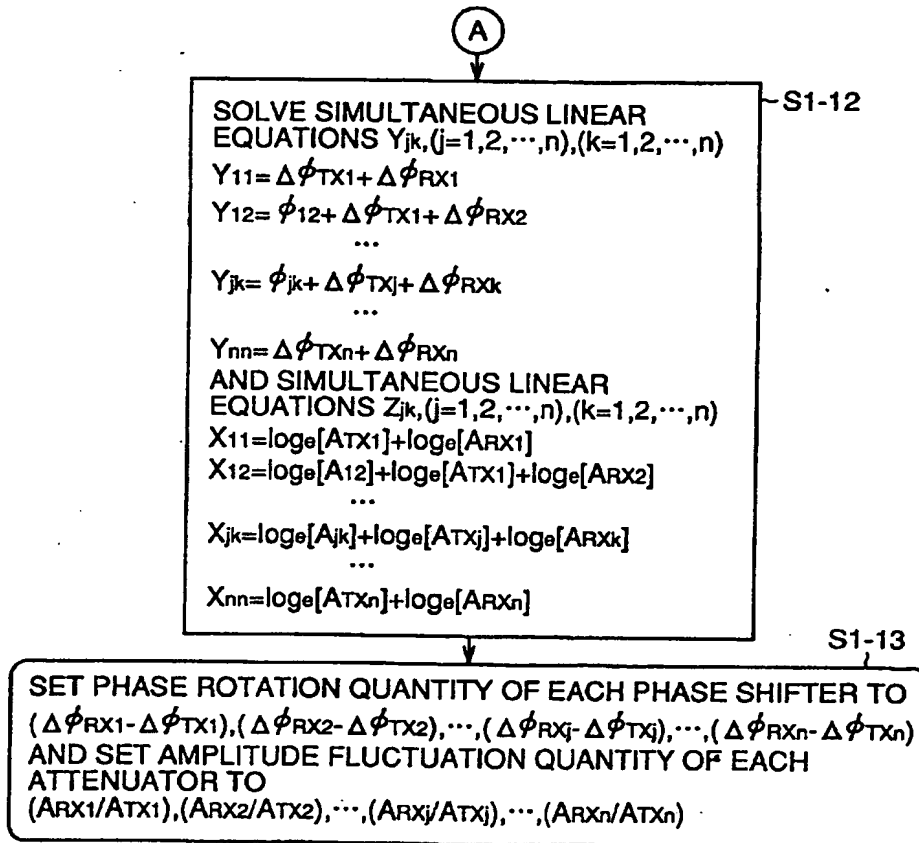 A
S1-12
SOLVE SIMULTANEOUS LINEAR
EQUATIONS Yjk,(j=1,2,⋯,n),(k=1,2,⋯,n)
Y11=ΔϕTX1+ΔϕRX1
Y12=ϕ12+ΔϕTX1+ΔϕRX2
⋯
Yjk=ϕjk+ΔϕTXj+ΔϕRXk
⋯
Ynn=ΔϕTXn+ΔϕRXn
AND SIMULTANEOUS LINEAR
EQUATIONS Zjk,(j=1,2,⋯,n),(k=1,2,⋯,n)
X11=loge[ATX1]+loge[ARX1]
X12=loge[A12]+loge[ATX1]+loge[ARX2]
⋯
Xjk=loge[Ajk]+loge[ATXj]+loge[ARXk]
⋯
Xnn=loge[ATXn]+loge[ARXn]
S1-13
SET PHASE ROTATION QUANTITY OF EACH PHASE SHIFTER TO
(ΔϕRX1-ΔϕTX1),(ΔϕRX2-ΔϕTX2),⋯,(ΔϕRXj-ΔϕTXj),⋯,(ΔϕRXn-ΔϕTXn)
AND SET AMPLITUDE FLUCTUATION QUANTITY OF EACH
ATTENUATOR TO
(ARX1/ATX1),(ARX2/ATX2),⋯,(ARXj/ATXj),⋯,(ARXn/ATXn)